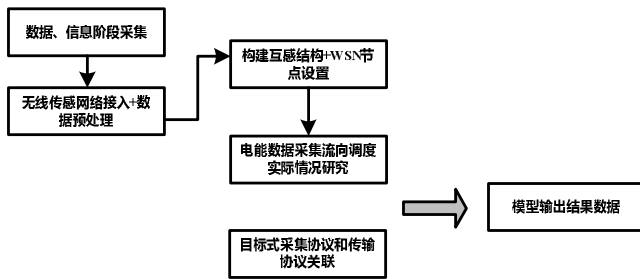 数据、信息阶段采集
无线传感网络接入+数
据预处理
构建互感结构+WSN节
点设置
电能数据采集流向调度
实际情况研究
目标式采集协议和传输
协议关联
模型输出结果数据